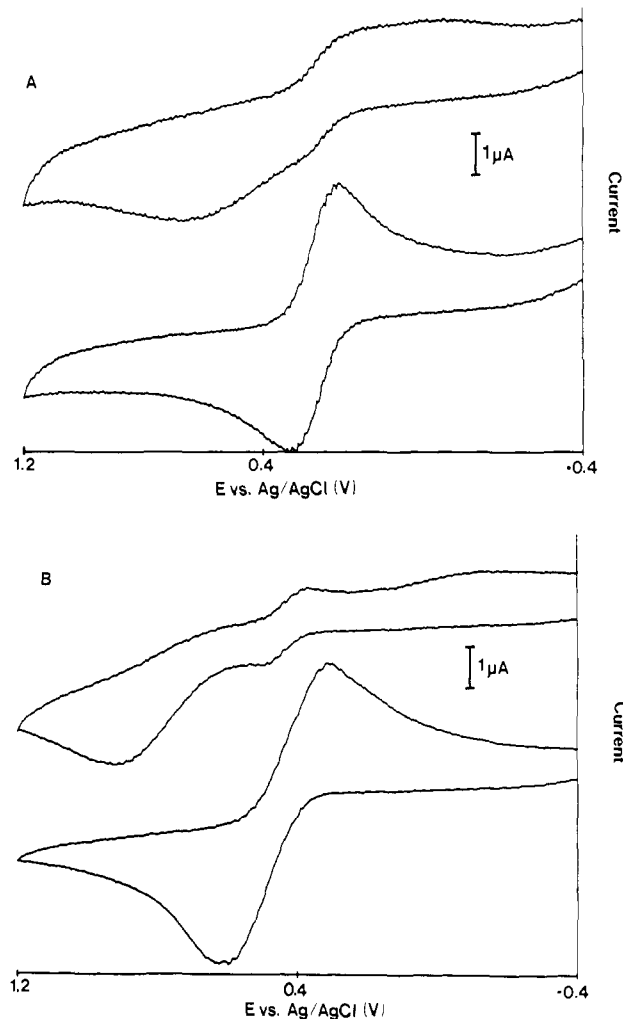 A
1μA
Current
1.2
0.4
-0.4
E vs. Ag/AgCl (V)
B
1μA
Current
1.2
0.4
-0.4
E vs. Ag/AgCl (V)